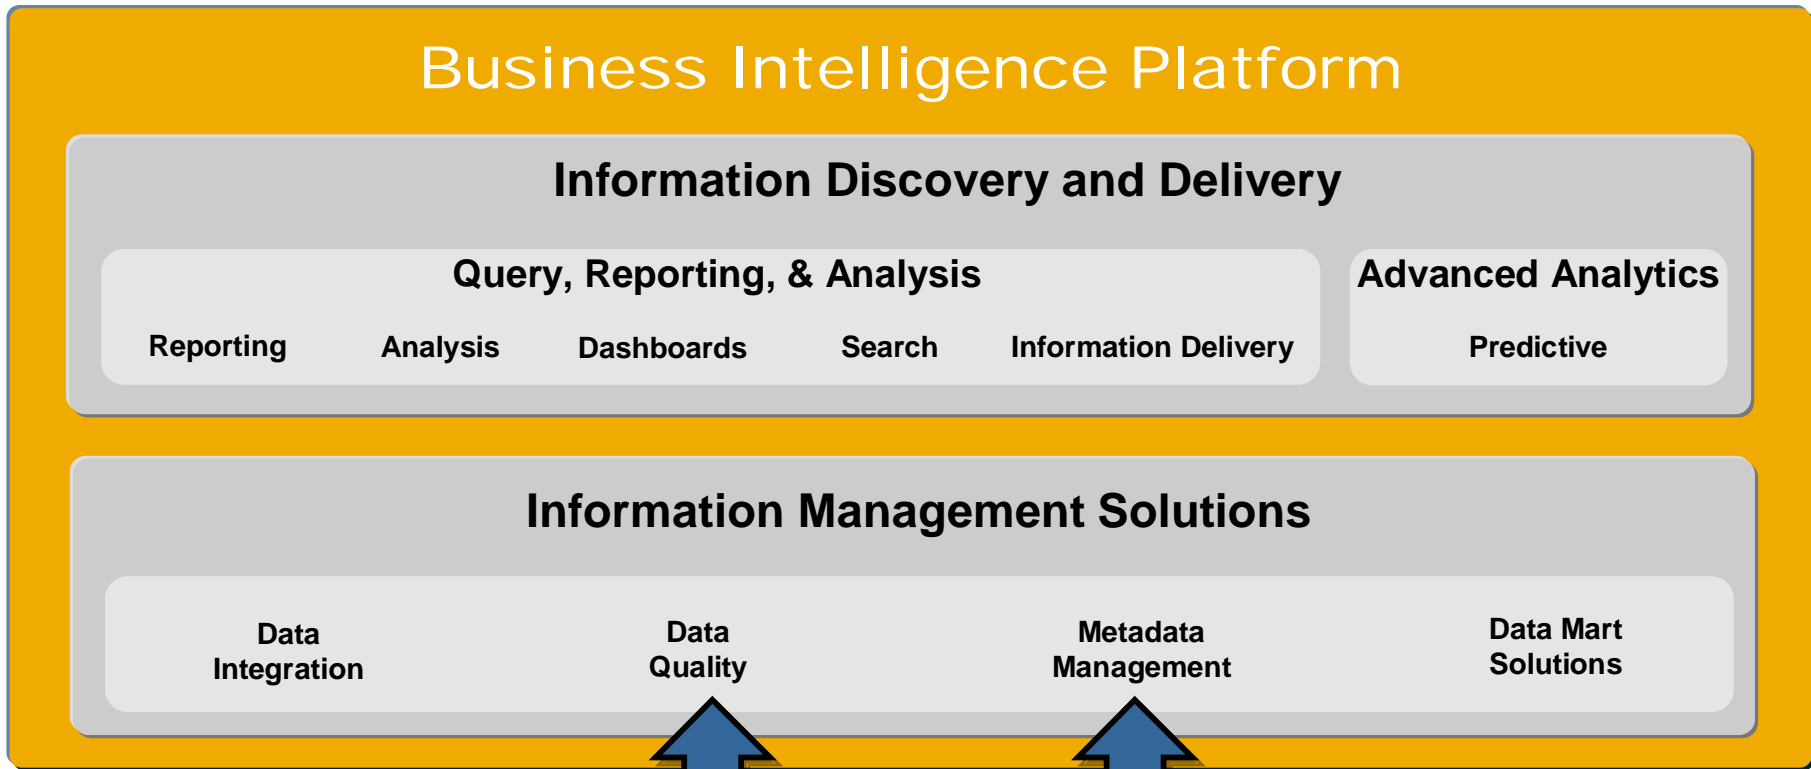 Business Intelligence Platform
Information Discovery and Delivery
Query, Reporting, & Analysis
Reporting
Analysis
Dashboards
Search
Information Delivery
Advanced Analytics
Predictive
Information Management Solutions
Data
Integration
Data
Quality
Metadata
Management
Data Mart
Solutions